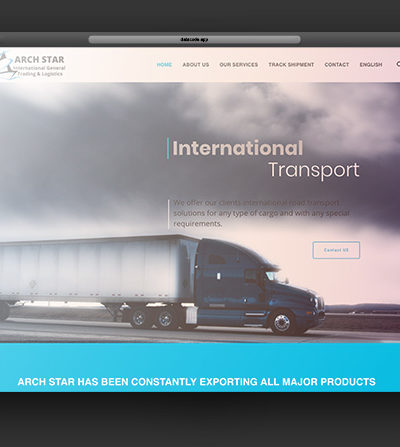 datacode.app
ARCH STAR
International General
Trading & Logistics
HOME ABOUT US OUR SERVICES TRACK SHIPMENT CONTACT ENGLISH
International
Transport
We offer our clients international road transport
solutions for any type of cargo and with any special
requirements.
Contact US
ARCH STAR HAS BEEN CONSTANTLY EXPORTING ALL MAJOR PRODUCTS